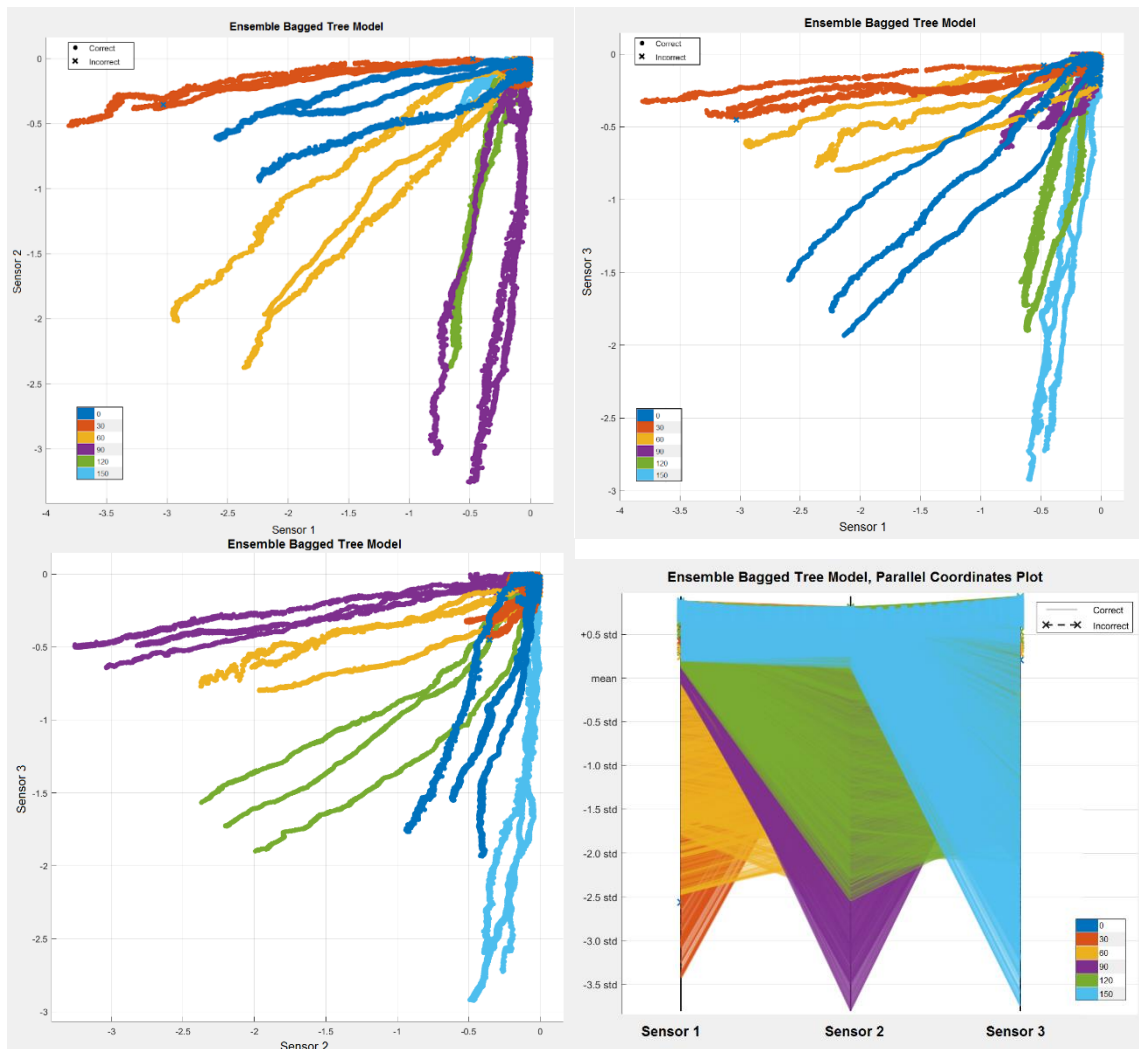 Ensemble Bagged Tree Model
Correct
Incorrect
0
-0.5
-1
-1.5
-2
-2.5
-3
Sensor 2
0
30
60
90
120
150
-4
-3.5
-3
-2.5
-2
-1.5
-1
-0.5
0
Sensor 1
Ensemble Bagged Tree Model
Correct
Incorrect
0
-0.5
-1
-1.5
-2
-2.5
-3
Sensor 3
0
30
60
90
120
150
-4
-3.5
-3
-2.5
-2
-1.5
-1
-0.5
0
Sensor 1
Ensemble Bagged Tree Model
0
-0.5
-1
-1.5
-2
-2.5
-3
Sensor 3
-3
-2.5
-2
-1.5
-1
-0.5
0
Sensor 2
Ensemble Bagged Tree Model, Parallel Coordinates Plot
Correct
Incorrect
+0.5 std
mean
-0.5 std
-1.0 std
-1.5 std
-2.0 std
-2.5 std
-3.0 std
-3.5 std
0
30
60
90
120
150
Sensor 1
Sensor 2
Sensor 3